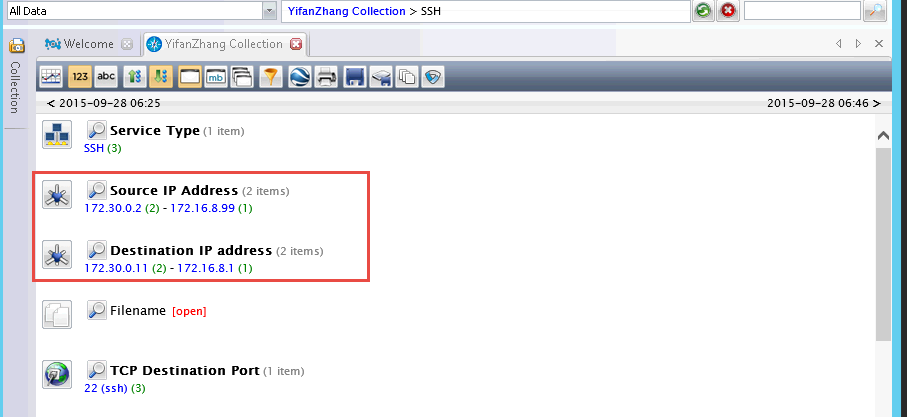 All Data
YifanZhang Collection > SSH
Collection
Welcome
YifanZhang Collection
123
abc
mb
< 2015-09-28 06:25
2015-09-28 06:46 >
Service Type (1 item)
SSH (3)
Source IP Address (2 items)
172.30.0.2 (2) - 172.16.8.99 (1)
Destination IP address (2 items)
172.30.0.11 (2) - 172.16.8.1 (1)
Filename [open]
TCP Destination Port (1 item)
22 (ssh) (3)